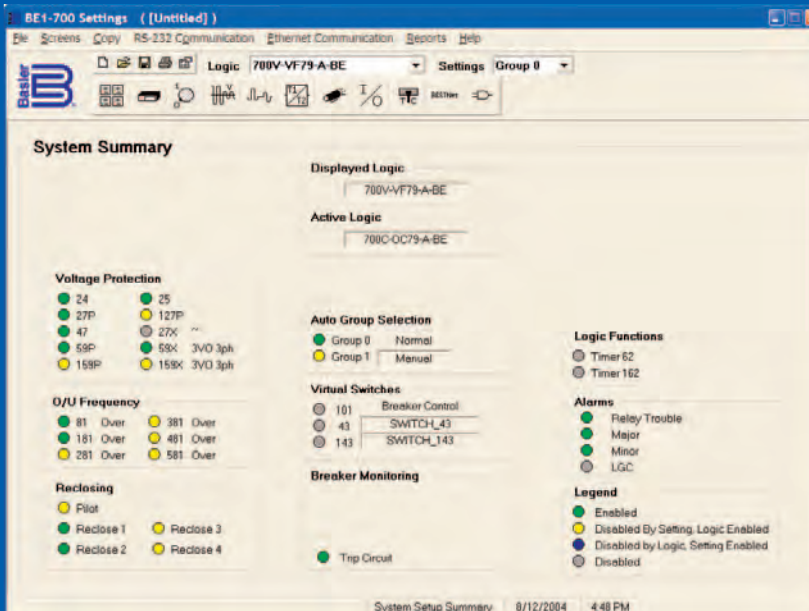 BE1-700 Settings ( [Untitled] )
File Screens Copy RS-232 Communication Ethernet Communication Reports Help
Basler
Logic 700V-VF79-A-BE Settings Group 0
BESTNet
System Summary
Displayed Logic
700V-VF79-A-BE
Active Logic
700C-OC79-A-BE
Voltage Protection
24 25
27P 127P
47 27X ~
59P 59X 3VO 3ph
159P 159X 3VO 3ph
O/U Frequency
81 Over 381 Over
181 Over 481 Over
281 Over 581 Over
Reclosing
Pilot
Reclose 1 Reclose 3
Reclose 2 Reclose 4
Auto Group Selection
Group 0 Normal
Group 1 Manuel
Virtual Switches
101 Breaker Control
43 SWITCH_43
143 SWITCH_143
Breaker Monitoring
Trip Circuit
Logic Functions
Timer 62
Timer 162
Alarms
Relay Trouble
Major
Minor
LGC
Legend
Enabled
Disabled By Setting, Logic Enabled
Disabled by Logic, Setting Enabled
Disabled
System Setup Summary 8/12/2004 4:48 PM